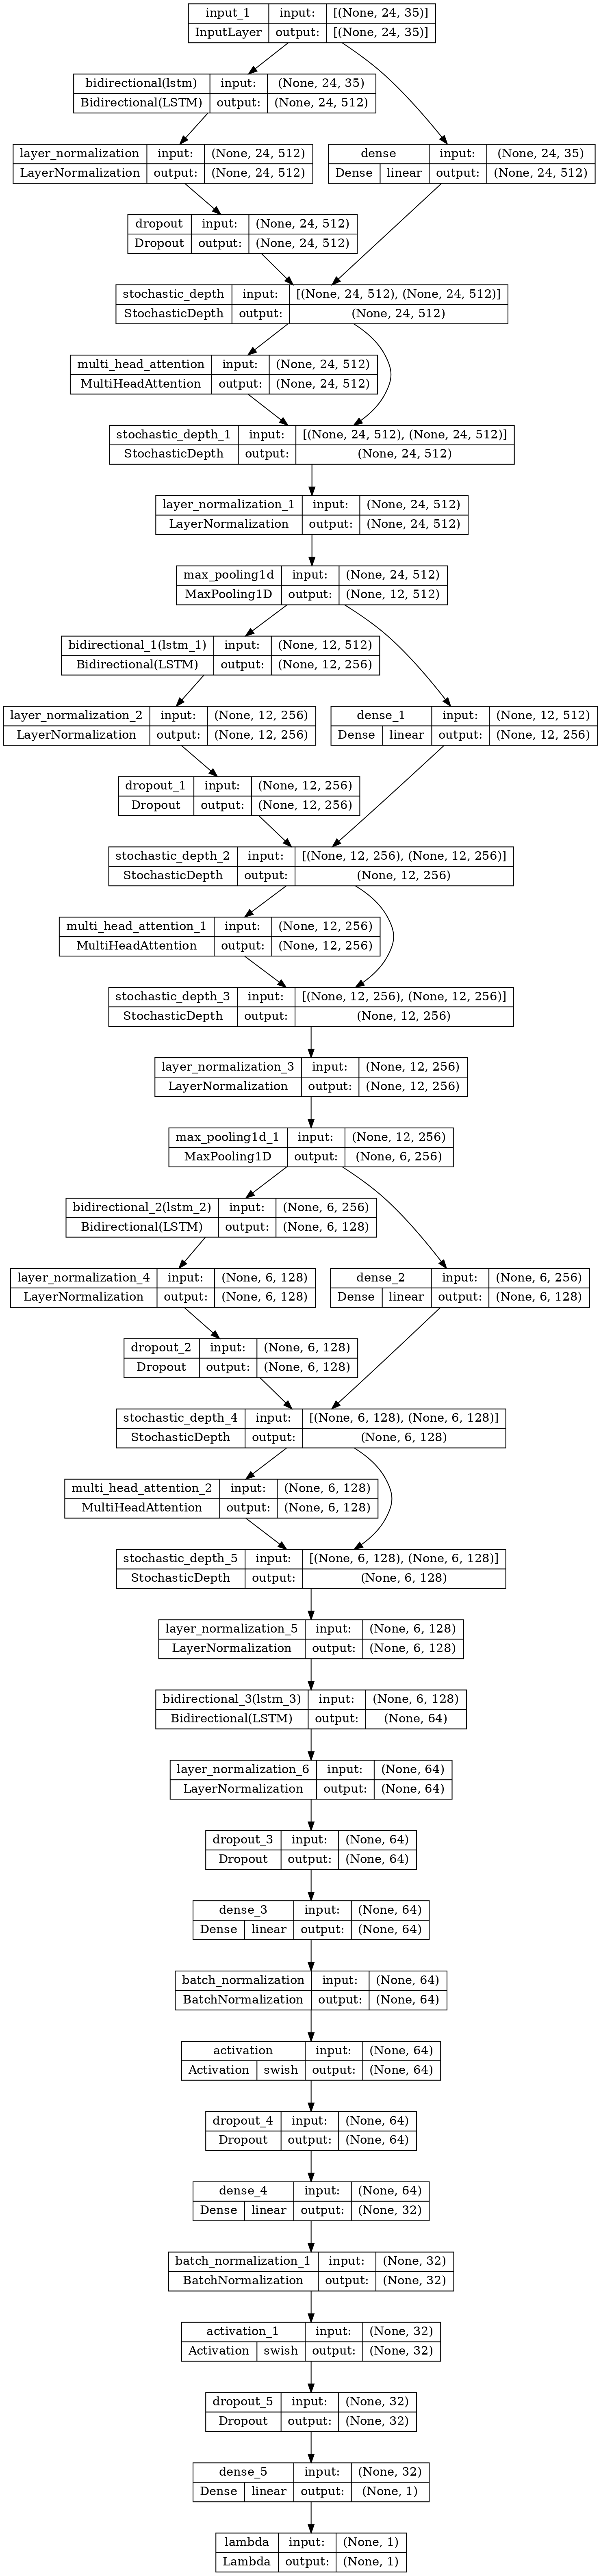 input_1 input: [(None, 24, 35)]
InputLayer output: [(None, 24, 35)]
bidirectional(lstm) input: (None, 24, 35)
Bidirectional(LSTM) output: (None, 24, 512)
layer_normalization input: (None, 24, 512)
LayerNormalization output: (None, 24, 512)
dense input: (None, 24, 35)
Dense linear output: (None, 24, 512)
dropout input: (None, 24, 512)
Dropout output: (None, 24, 512)
stochastic_depth input: [(None, 24, 512), (None, 24, 512)]
StochasticDepth output: (None, 24, 512)
multi_head_attention input: (None, 24, 512)
MultiHeadAttention output: (None, 24, 512)
stochastic_depth_1 input: [(None, 24, 512), (None, 24, 512)]
StochasticDepth output: (None, 24, 512)
layer_normalization_1 input: (None, 24, 512)
LayerNormalization output: (None, 24, 512)
max_pooling1d input: (None, 24, 512)
MaxPooling1D output: (None, 12, 512)
bidirectional_1(lstm_1) input: (None, 12, 512)
Bidirectional(LSTM) output: (None, 12, 256)
layer_normalization_2 input: (None, 12, 256)
LayerNormalization output: (None, 12, 256)
dense_1 input: (None, 12, 512)
Dense linear output: (None, 12, 256)
dropout_1 input: (None, 12, 256)
Dropout output: (None, 12, 256)
stochastic_depth_2 input: [(None, 12, 256), (None, 12, 256)]
StochasticDepth output: (None, 12, 256)
multi_head_attention_1 input: (None, 12, 256)
MultiHeadAttention output: (None, 12, 256)
stochastic_depth_3 input: [(None, 12, 256), (None, 12, 256)]
StochasticDepth output: (None, 12, 256)
layer_normalization_3 input: (None, 12, 256)
LayerNormalization output: (None, 12, 256)
max_pooling1d_1 input: (None, 12, 256)
MaxPooling1D output: (None, 6, 256)
bidirectional_2(lstm_2) input: (None, 6, 256)
Bidirectional(LSTM) output: (None, 6, 128)
layer_normalization_4 input: (None, 6, 128)
LayerNormalization output: (None, 6, 128)
dense_2 input: (None, 6, 256)
Dense linear output: (None, 6, 128)
dropout_2 input: (None, 6, 128)
Dropout output: (None, 6, 128)
stochastic_depth_4 input: [(None, 6, 128), (None, 6, 128)]
StochasticDepth output: (None, 6, 128)
multi_head_attention_2 input: (None, 6, 128)
MultiHeadAttention output: (None, 6, 128)
stochastic_depth_5 input: [(None, 6, 128), (None, 6, 128)]
StochasticDepth output: (None, 6, 128)
layer_normalization_5 input: (None, 6, 128)
LayerNormalization output: (None, 6, 128)
bidirectional_3(lstm_3) input: (None, 6, 128)
Bidirectional(LSTM) output: (None, 64)
layer_normalization_6 input: (None, 64)
LayerNormalization output: (None, 64)
dropout_3 input: (None, 64)
Dropout output: (None, 64)
dense_3 input: (None, 64)
Dense linear output: (None, 64)
batch_normalization input: (None, 64)
BatchNormalization output: (None, 64)
activation input: (None, 64)
Activation swish output: (None, 64)
dropout_4 input: (None, 64)
Dropout output: (None, 64)
dense_4 input: (None, 64)
Dense linear output: (None, 32)
batch_normalization_1 input: (None, 32)
BatchNormalization output: (None, 32)
activation_1 input: (None, 32)
Activation swish output: (None, 32)
dropout_5 input: (None, 32)
Dropout output: (None, 32)
dense_5 input: (None, 32)
Dense linear output: (None, 1)
lambda input: (None, 1)
Lambda output: (None, 1)